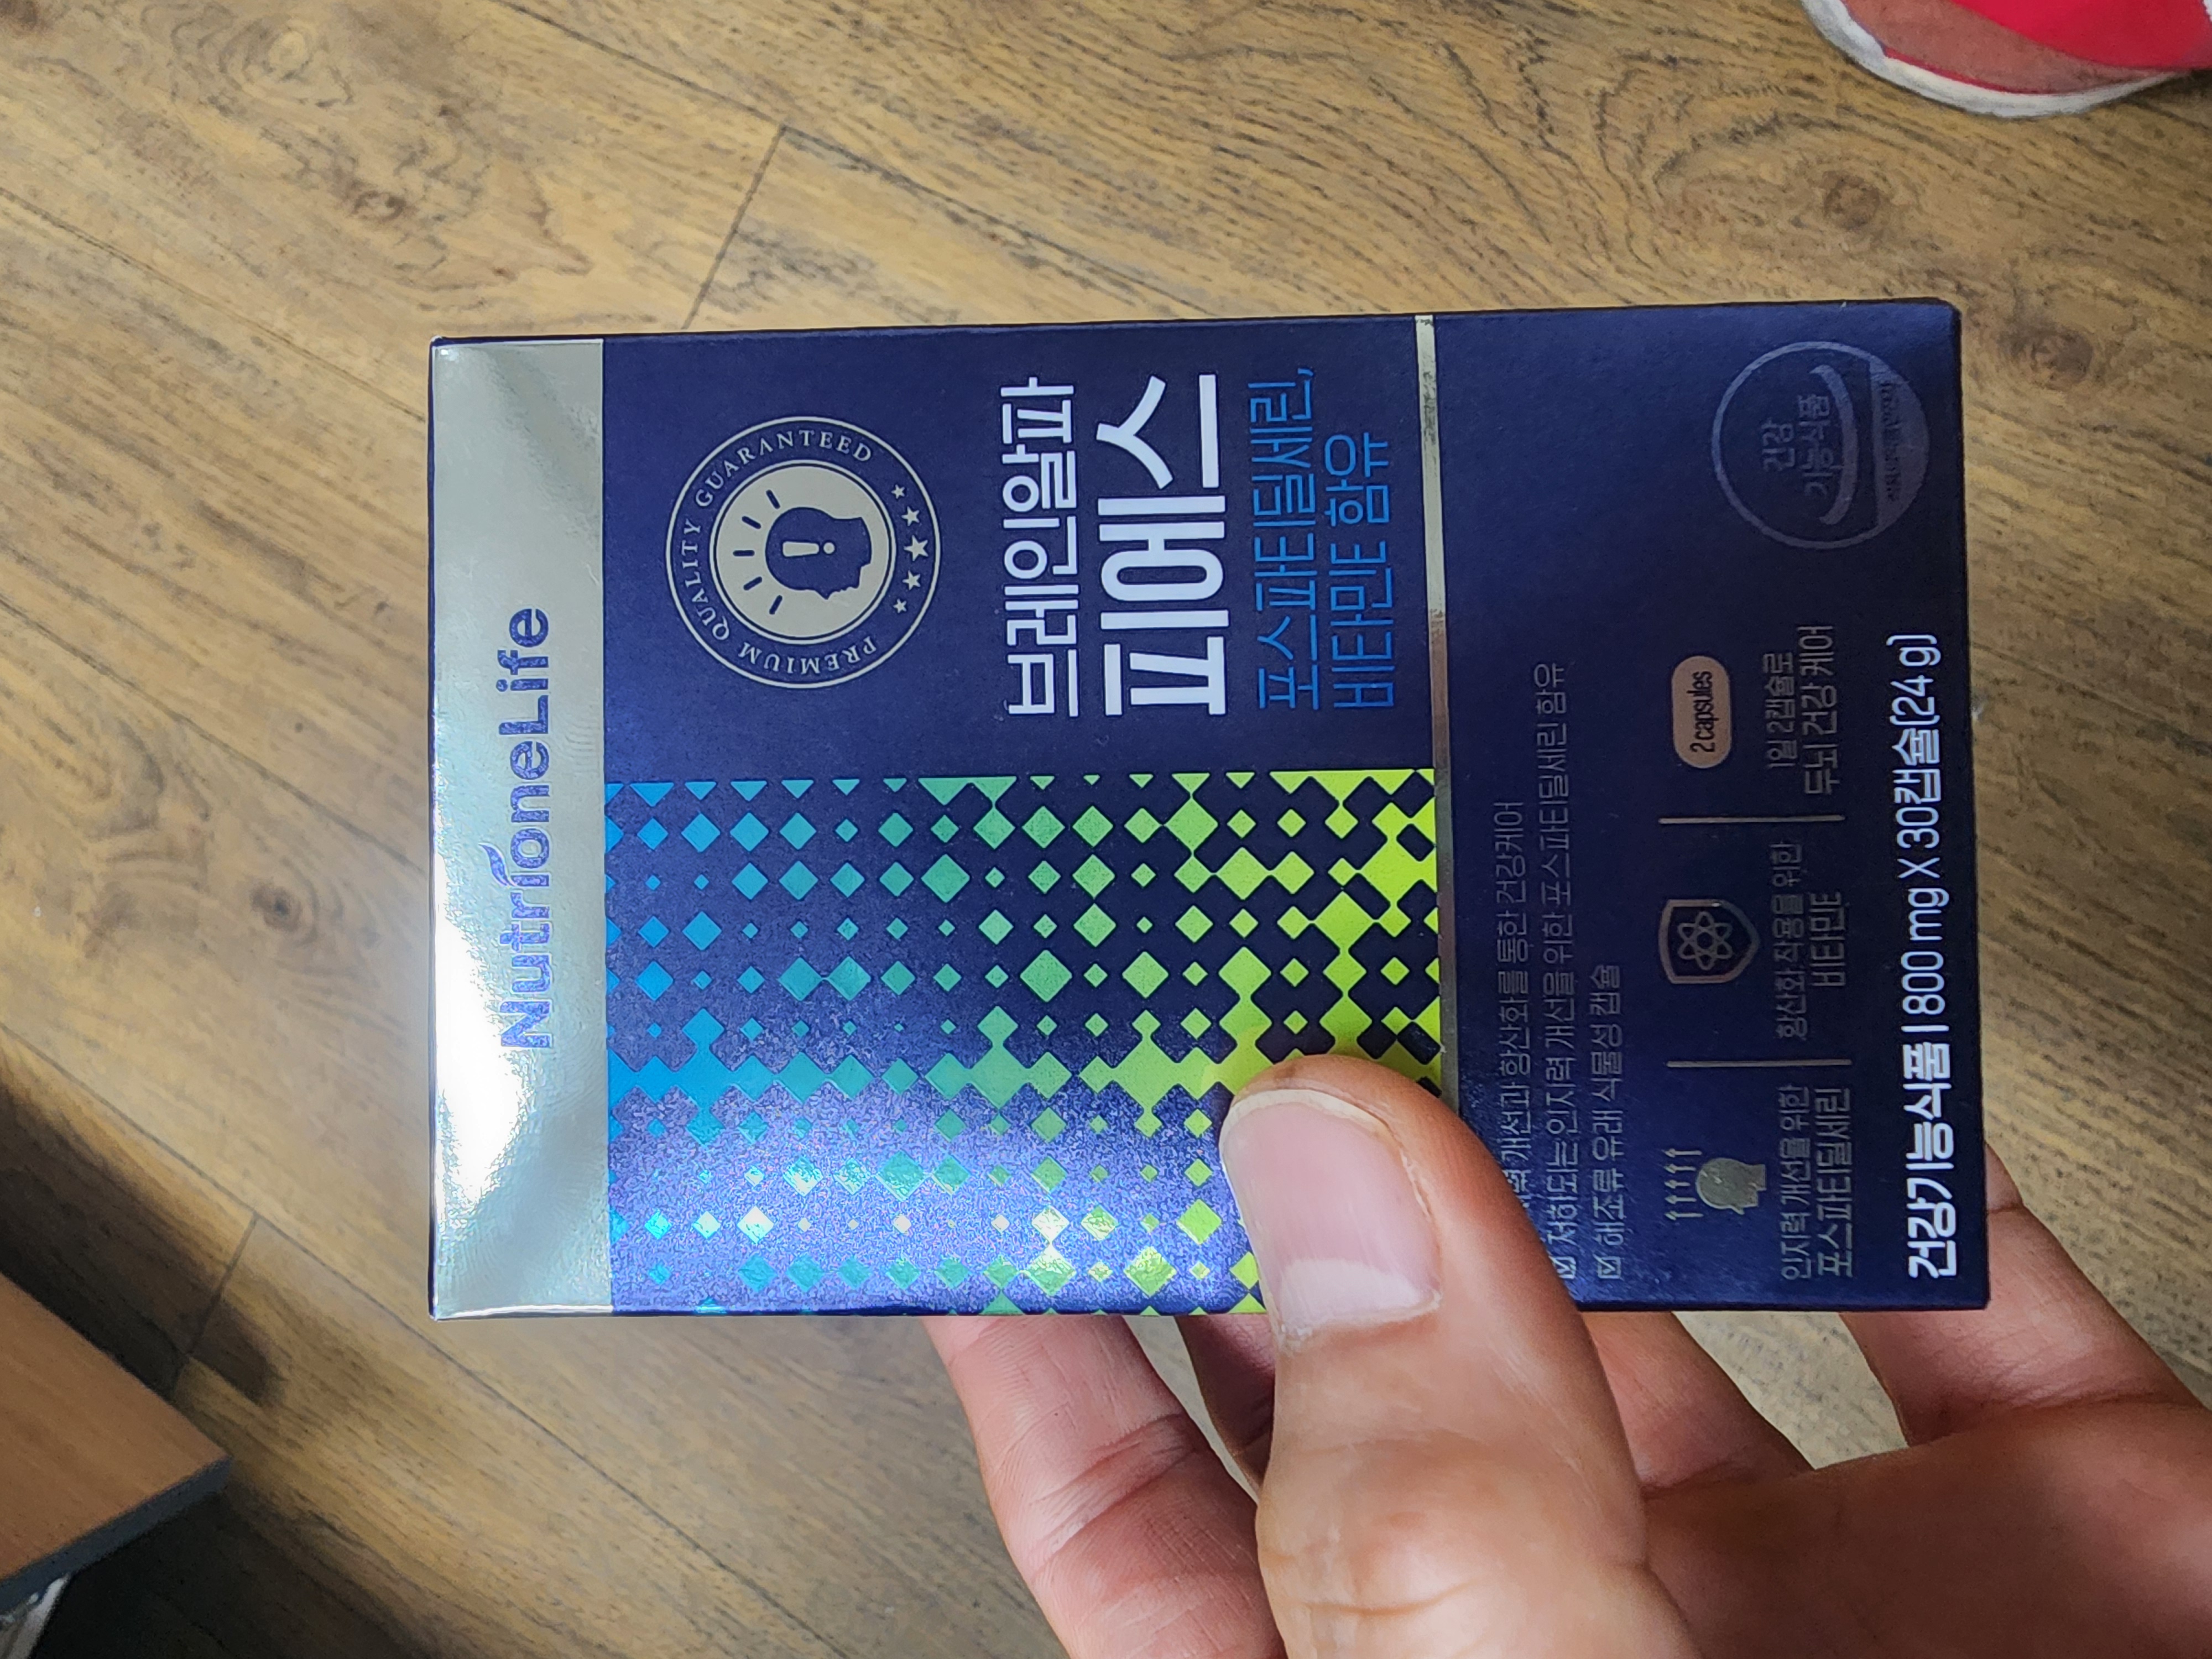 NutrioneLife
PREMIUM QUALITY GUARANTEED
브레인알파
피에스
포스파티딜세린,
비타민E 함유
개선과 항산화를 통한 건강케어
저하되는 인지력 개선을 위한 포스파티딜세린 함유
해조류 유래 식물성 캡슐
인지력 개선을 위한
포스파티딜세린
항산화 작용을 위한
비타민E
2capsules
1일 2캡슐로
두뇌 건강 케어
건강
기능식품
건강기능식품 | 800 mg X 30캡슐(24 g)